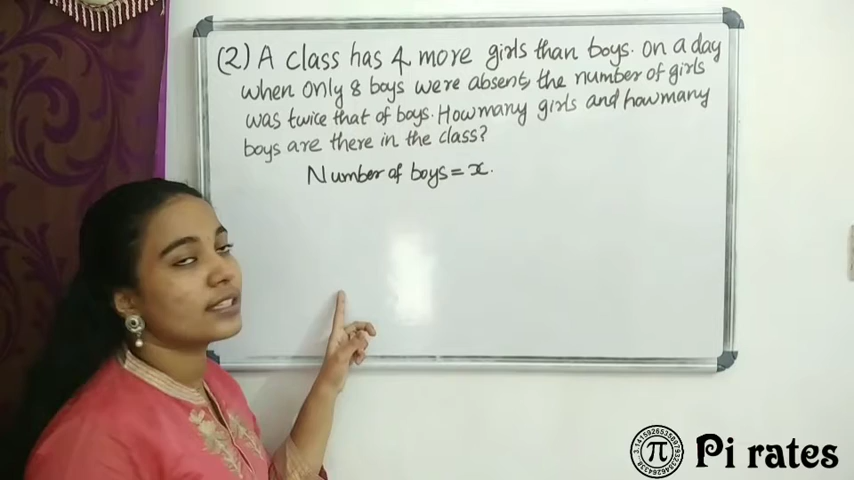 (2) A class has 4 more girls than boys. on a day
when only 8 boys were absent, the number of girls
was twice that of boys. How many girls and how many
boys are there in the class?
Number of boys = x.
π
Pi rates